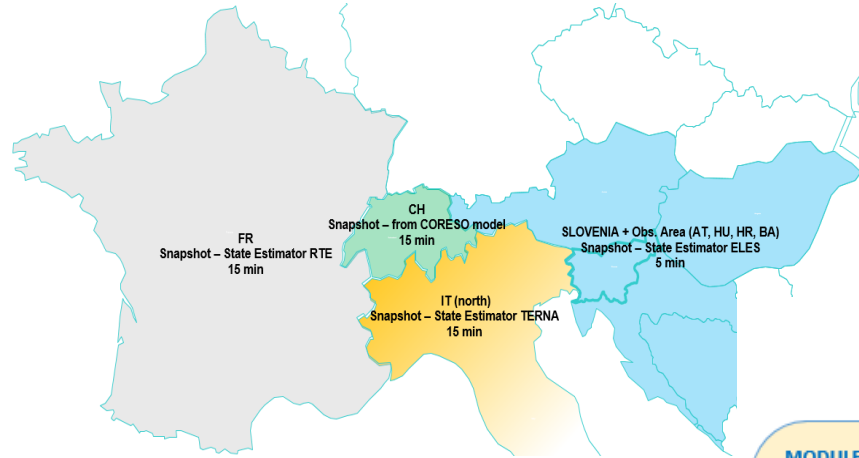 CH
Snapshot – from CORESO model
15 min
FR
Snapshot – State Estimator RTE
15 min
SLOVENIA + Obs. Area (AT, HU, HR, BA)
Snapshot – State Estimator ELES
5 min
IT (north)
Snapshot – State Estimator TERNA
15 min
MODULE